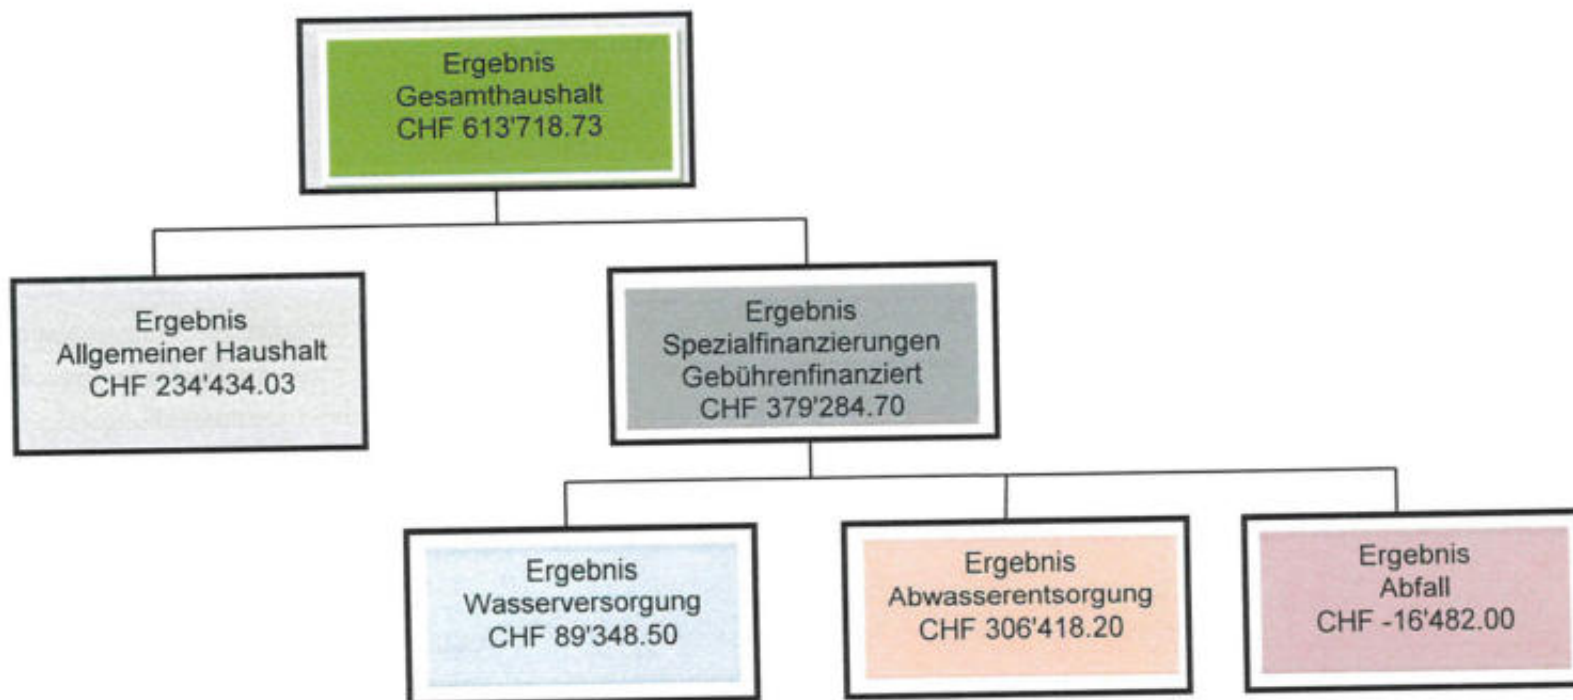 Ergebnis
Gesamthaushalt
CHF 613'718.73
Ergebnis
Allgemeiner Haushalt
CHF 234'434.03
Ergebnis
Spezialfinanzierungen
Gebührenfinanziert
CHF 379'284.70
Ergebnis
Wasserversorgung
CHF 89'348.50
Ergebnis
Abwasserentsorgung
CHF 306'418.20
Ergebnis
Abfall
CHF -16'482.00